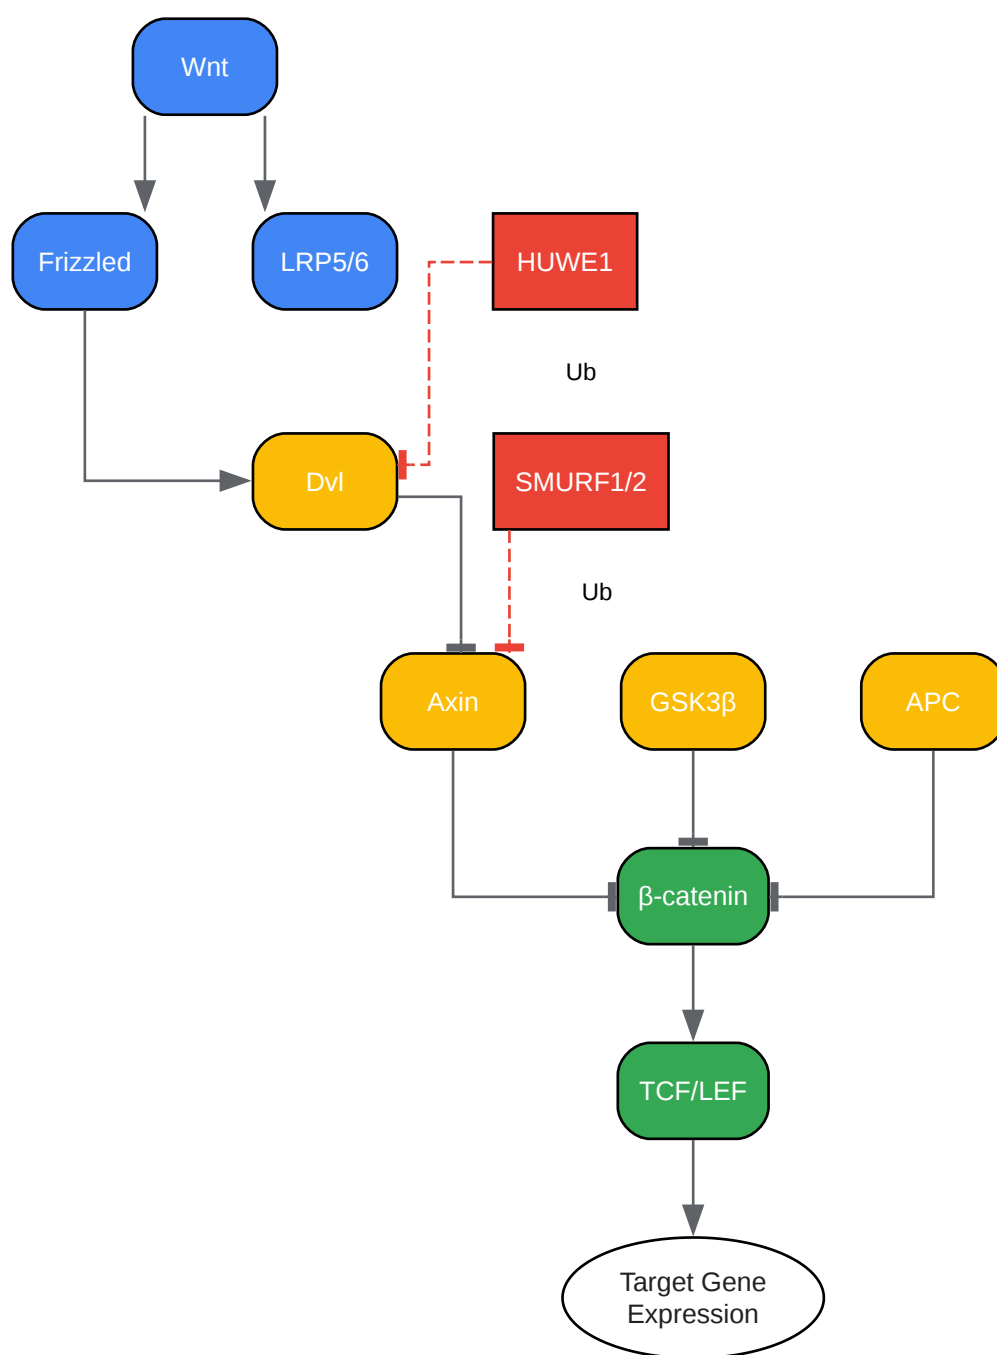 Wnt
Frizzled
LRP5/6
HUWE1
Ub
Dvl
SMURF1/2
Ub
Axin
GSK3β
APC
β-catenin
TCF/LEF
Target Gene
Expression